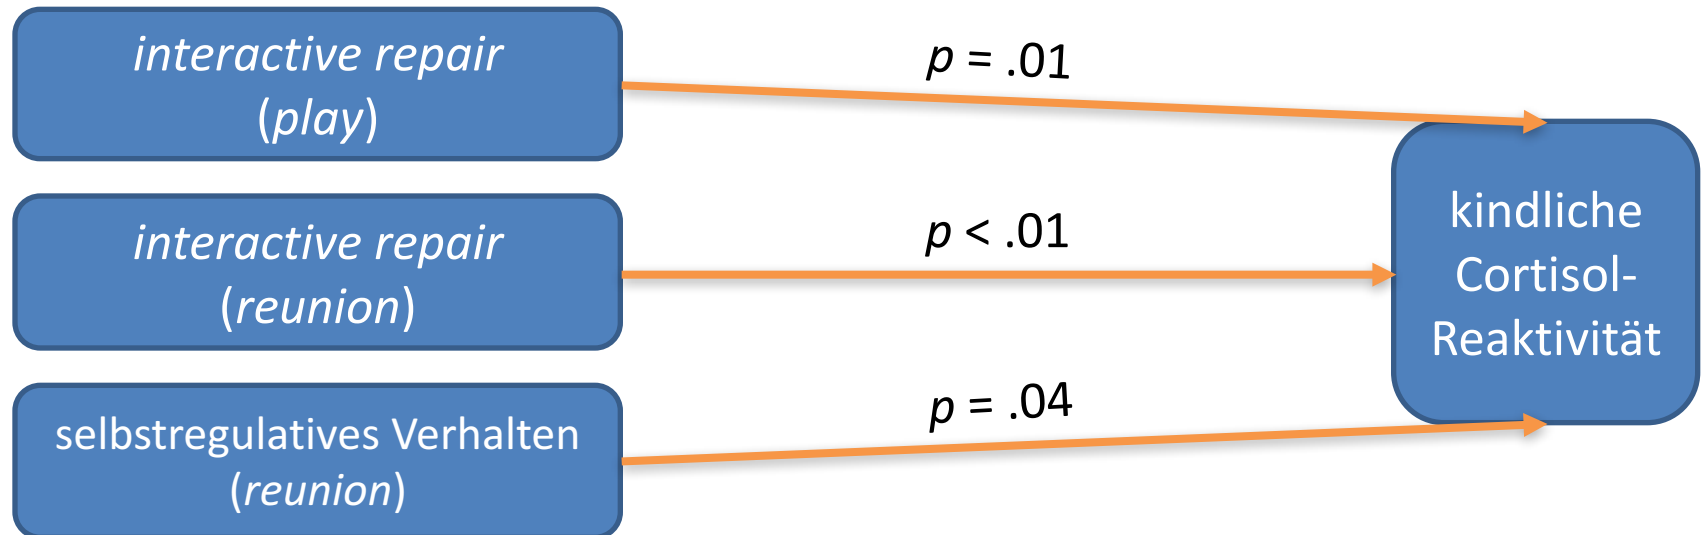 interactive repair
(play)
p = .01
interactive repair
(reunion)
p < .01
selbstregulatives Verhalten
(reunion)
p = .04
kindliche
Cortisol-
Reaktivität